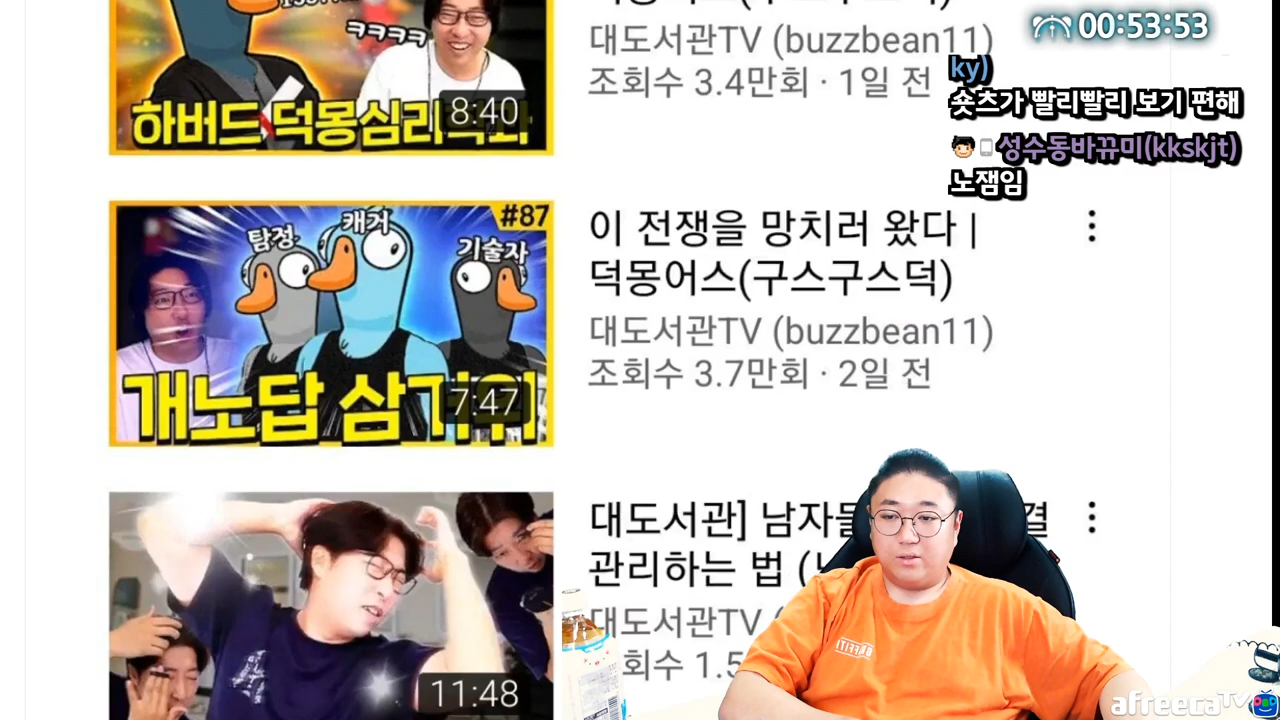 ㅋㅋㅋㅋ
하버드 덕몽심리
8:40
대도서관TV (buzzbean11)
조회수 3.4만회 · 1일 전
00:53:53
ky)
숏츠가 빨리빨리 보기 편해
성수동바뀨미(kkskjt)
노잼임
#87
탐정
캐거
기술자
개노답 삼
7:47
이 전쟁을 망치러 왔다 |
덕몽어스(구스구스덕)
대도서관TV (buzzbean11)
조회수 3.7만회 · 2일 전
11:48
대도서관] 남자들
결
관리하는 법 (
대도서관TV
조회수 1.5
afreecaTV